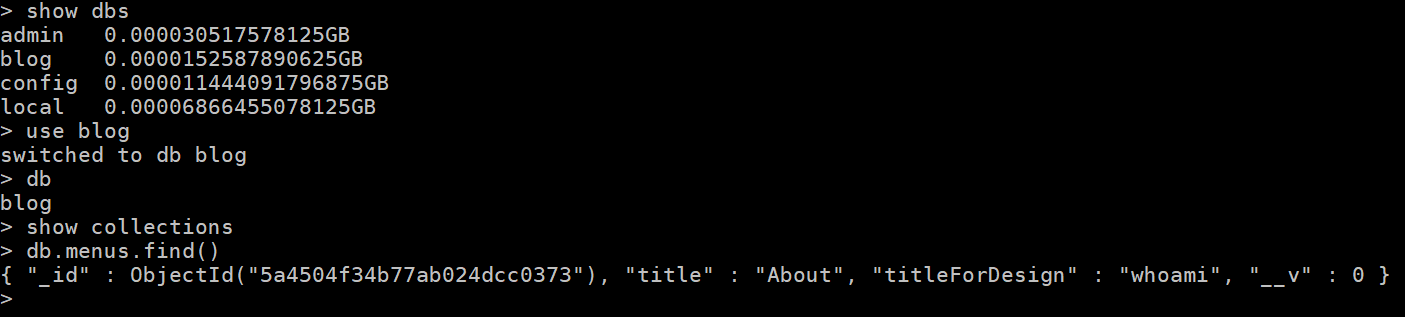 > show dbs
admin   0.000030517578125GB
blog    0.0000152587890625GB
config  0.000011444091796875GB
local   0.00006866455078125GB
> use blog
switched to db blog
> db
blog
> show collections
> db.menus.find()
{ "_id" : ObjectId("5a4504f34b77ab024dcc0373"), "title" : "About", "titleForDesign" : "whoami", "__v" : 0 }
>